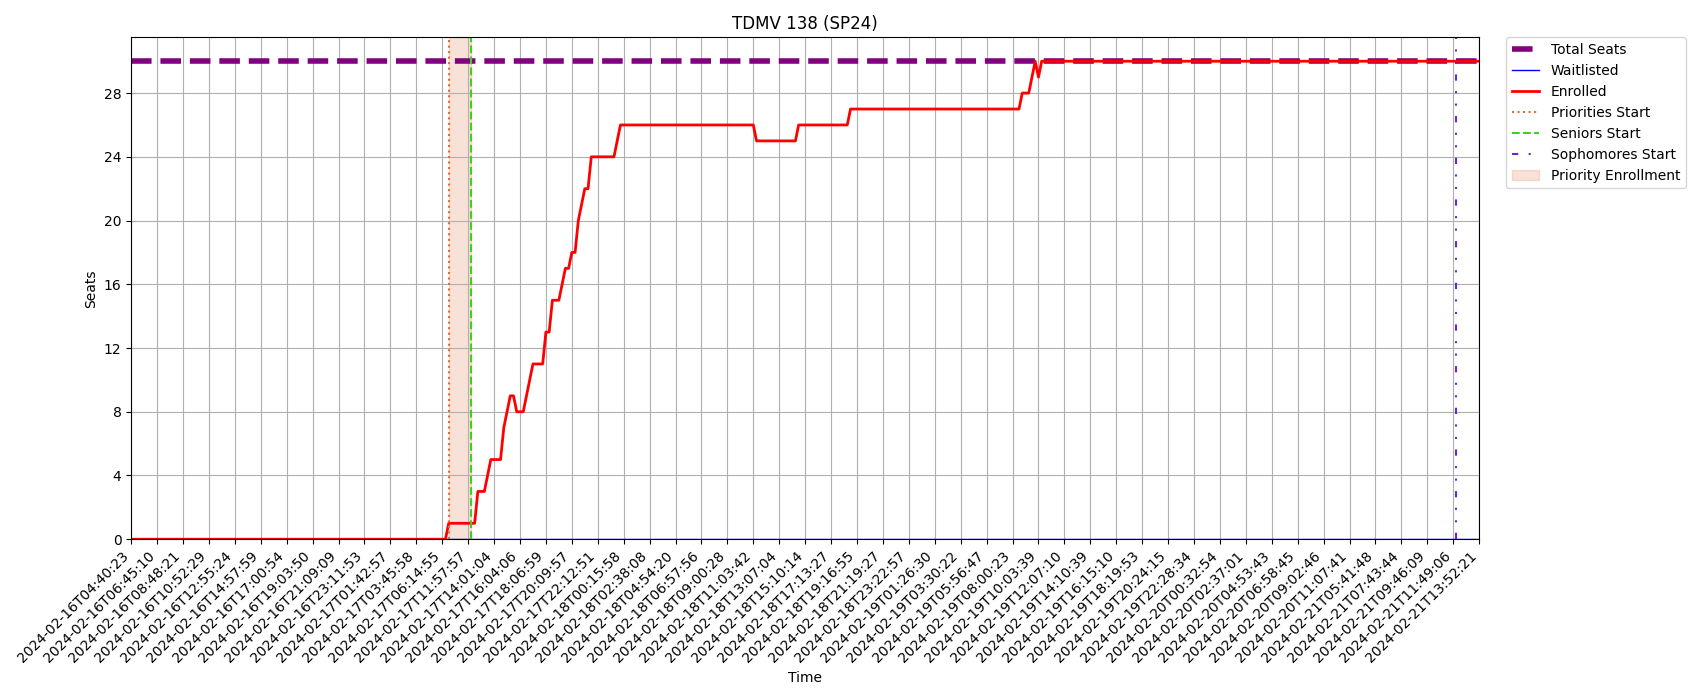 TDMV 138 (SP24)
Total Seats
Waitlisted
Enrolled
Priorities Start
Seniors Start
Sophomores Start
Priority Enrollment
Seats
28
24
20
16
12
8
4
0
2024-02-16T04:40:23
2024-02-16T06:45:10
2024-02-16T08:48:21
2024-02-16T10:52:29
2024-02-16T12:55:24
2024-02-16T14:57:59
2024-02-16T17:00:54
2024-02-16T19:03:50
2024-02-16T21:09:09
2024-02-16T23:11:53
2024-02-17T01:42:57
2024-02-17T03:45:58
2024-02-17T06:14:55
2024-02-17T11:57:57
2024-02-17T14:01:04
2024-02-17T16:04:06
2024-02-17T18:06:59
2024-02-17T20:09:57
2024-02-17T22:12:51
2024-02-18T00:15:58
2024-02-18T02:38:08
2024-02-18T04:54:20
2024-02-18T06:57:56
2024-02-18T09:00:28
2024-02-18T11:03:42
2024-02-18T13:07:04
2024-02-18T15:10:14
2024-02-18T17:13:27
2024-02-18T19:16:55
2024-02-18T21:19:27
2024-02-18T23:22:57
2024-02-19T01:26:30
2024-02-19T03:30:22
2024-02-19T05:56:47
2024-02-19T08:00:23
2024-02-19T10:03:39
2024-02-19T12:07:10
2024-02-19T14:10:39
2024-02-19T16:15:10
2024-02-19T18:19:53
2024-02-19T20:24:15
2024-02-19T22:28:34
2024-02-20T00:32:54
2024-02-20T02:37:01
2024-02-20T04:53:43
2024-02-20T06:58:45
2024-02-20T09:02:46
2024-02-20T11:07:41
2024-02-21T05:41:48
2024-02-21T07:43:44
2024-02-21T09:46:09
2024-02-21T11:49:06
2024-02-21T13:52:21
Time